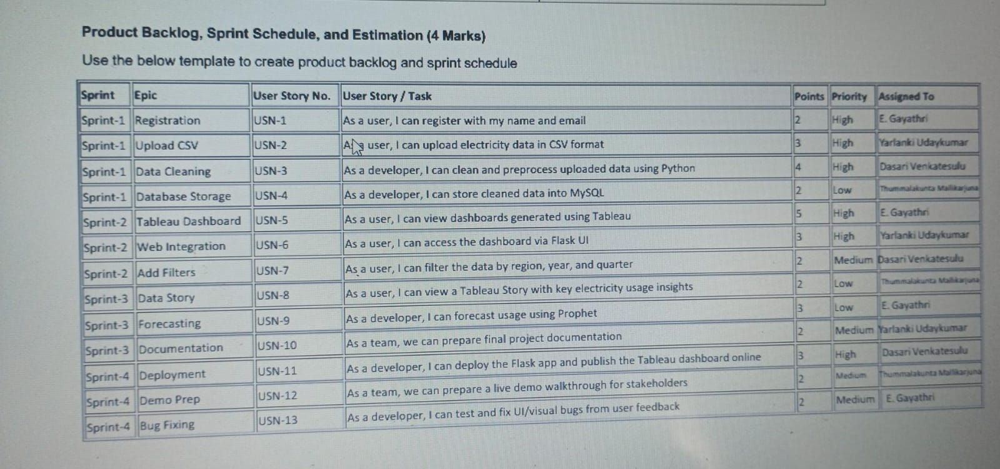 Product Backlog, Sprint Schedule, and Estimation (4 Marks)
Use the below template to create product backlog and sprint schedule
Sprint Epic User Story No. User Story / Task Points Priority Assigned To
Sprint-1 Registration USN-1 As a user, I can register with my name and email 2 High E. Gayathri
Sprint-1 Upload CSV USN-2 As a user, I can upload electricity data in CSV format 3 High Yarlanki Udaykumar
Sprint-1 Data Cleaning USN-3 As a developer, I can clean and preprocess uploaded data using Python 4 High Dasari Venkatesulu
Sprint-1 Database Storage USN-4 As a developer, I can store cleaned data into MySQL 2 Low Thummalakunta Mallikarjuna
Sprint-2 Tableau Dashboard USN-5 As a user, I can view dashboards generated using Tableau 5 High E. Gayathri
Sprint-2 Web Integration USN-6 As a user, I can access the dashboard via Flask UI 3 High Yarlanki Udaykumar
Sprint-2 Add Filters USN-7 As a user, I can filter the data by region, year, and quarter 2 Medium Dasari Venkatesulu
Sprint-3 Data Story USN-8 As a user, I can view a Tableau Story with key electricity usage insights 2 Low Thummalakunta Mallikarjuna
Sprint-3 Forecasting USN-9 As a developer, I can forecast usage using Prophet 3 Low E. Gayathri
Sprint-3 Documentation USN-10 As a team, we can prepare final project documentation 2 Medium Yarlanki Udaykumar
Sprint-4 Deployment USN-11 As a developer, I can deploy the Flask app and publish the Tableau dashboard online 3 High Dasari Venkatesulu
Sprint-4 Demo Prep USN-12 As a team, we can prepare a live demo walkthrough for stakeholders 2 Medium Thummalakunta Mallikarjuna
Sprint-4 Bug Fixing USN-13 As a developer, I can test and fix UI/visual bugs from user feedback 2 Medium E. Gayathri